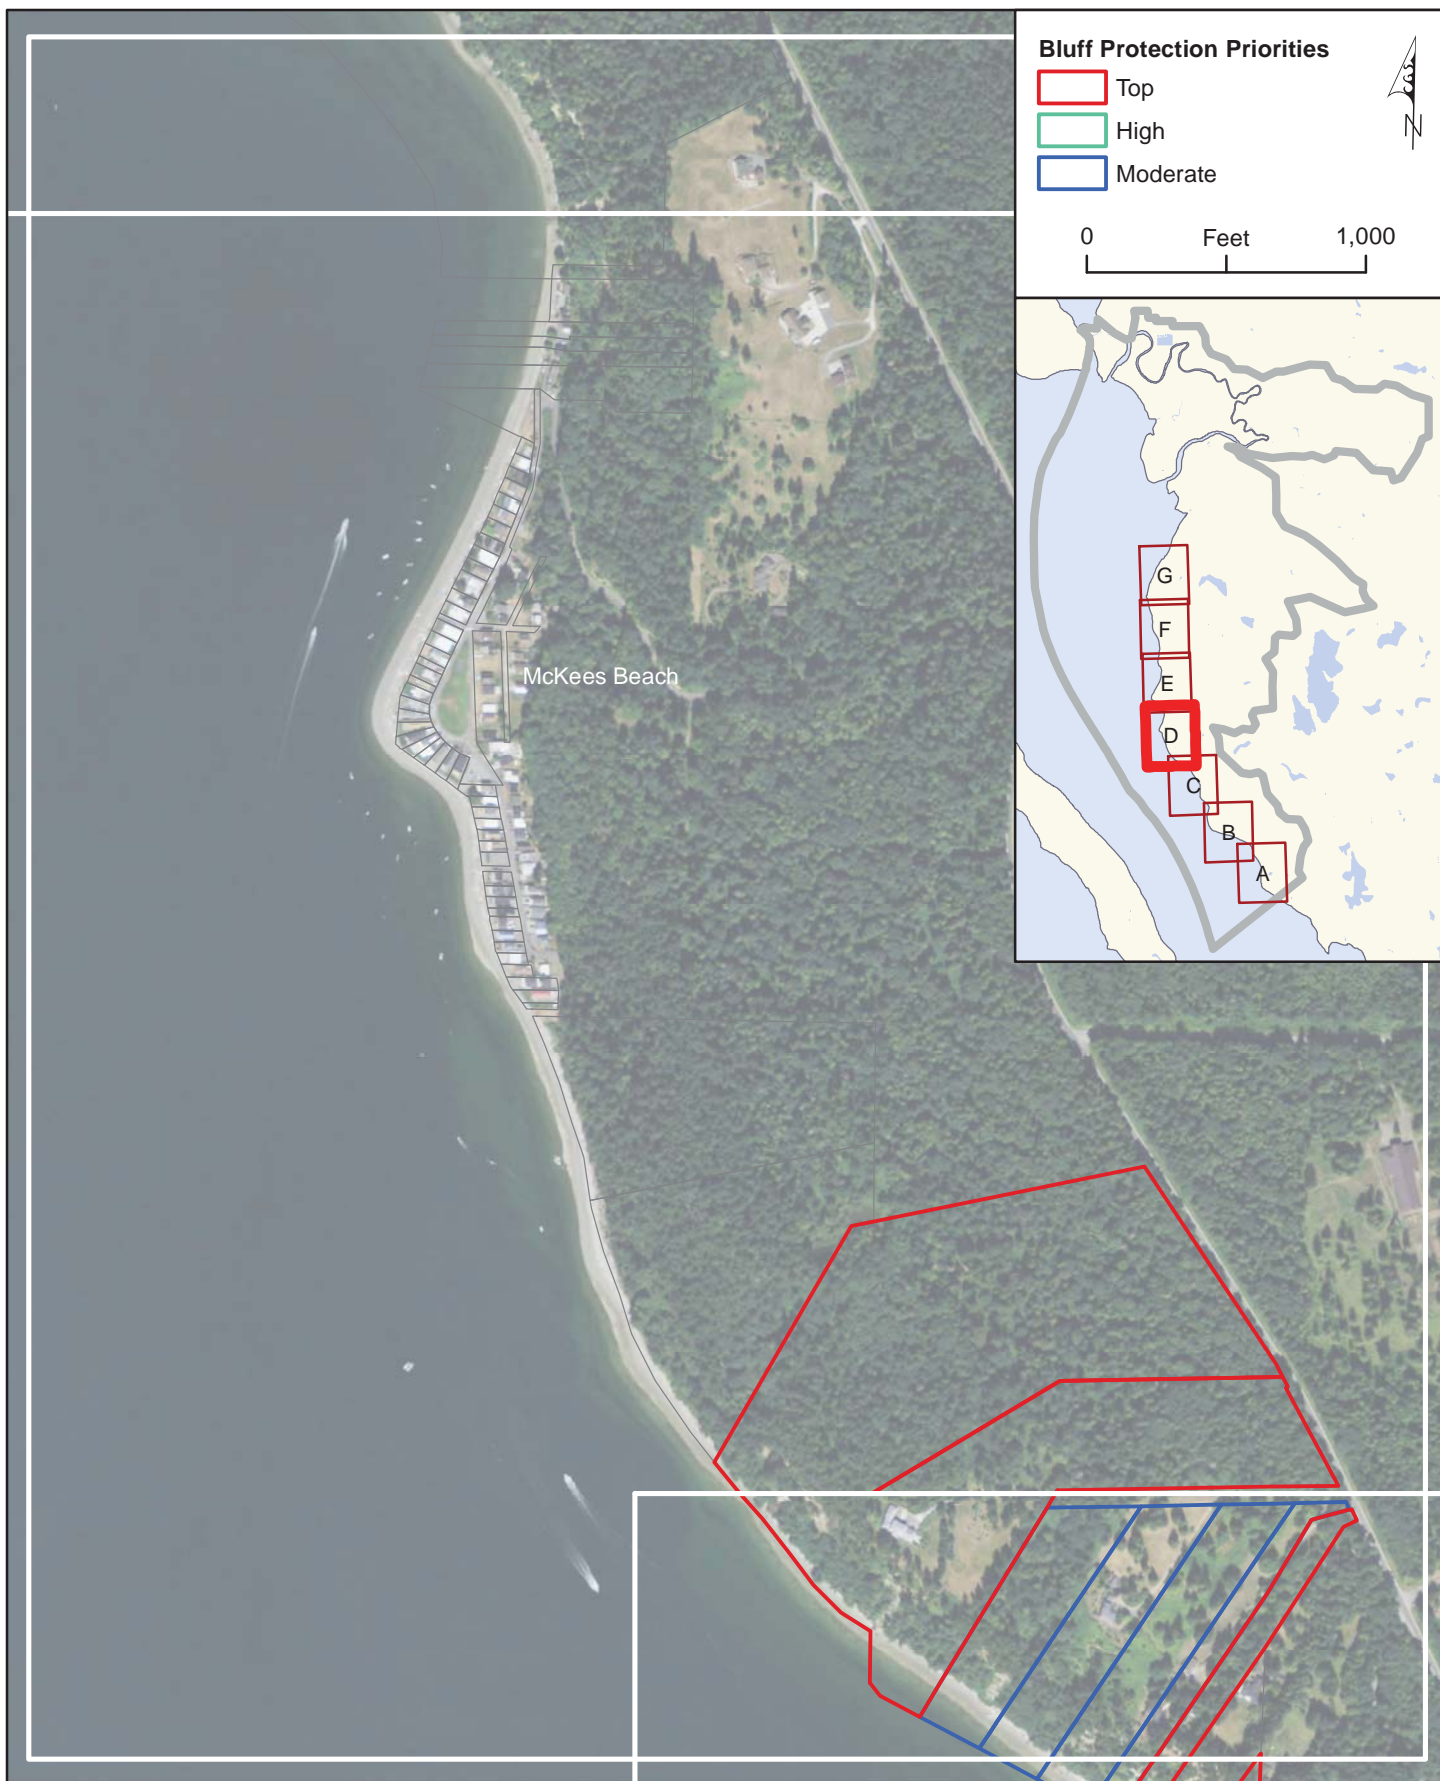 Bluff Protection Priorities
Top
High
Moderate
N
0 Feet 1,000
G
F
E
D
C
B
A
McKees Beach